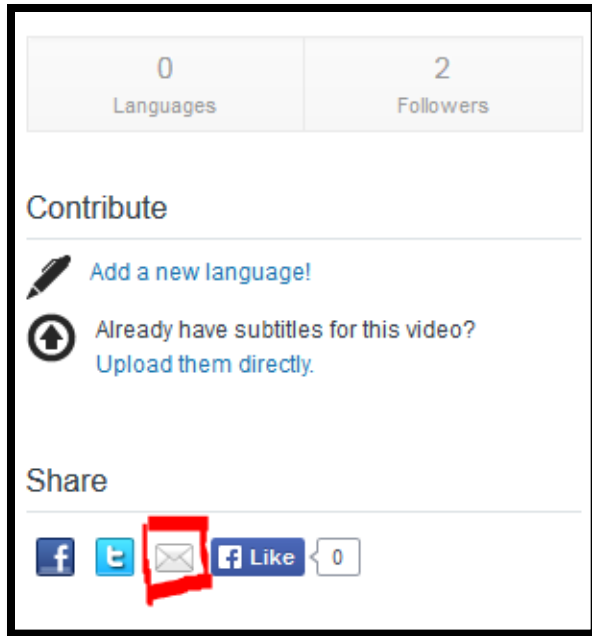 0 2
Languages Followers
Contribute
Add a new language!
Already have subtitles for this video?
Upload them directly.
Share
f t f Like 0